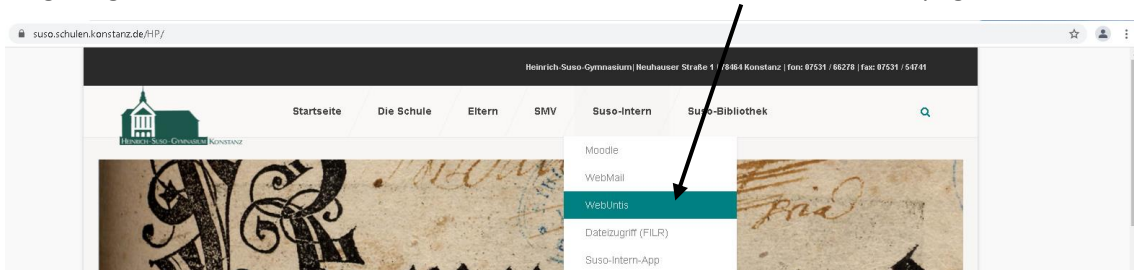 suso.schulen.konstanz.de/HP/
Heinrich-Suso-Gymnasium| Neuhauser Straße 1 78464 Konstanz | fon: 07531 / 66278 | fax: 07531 / 54741
Startseite Die Schule Eltern SMV Suso-Intern Suso-Bibliothek
HEINRICH-SUSO-GYMNASIUM KONSTANZ
Moodle
WebMail
WebUntis
Dateizugriff (FILR)
Suso-Intern-App